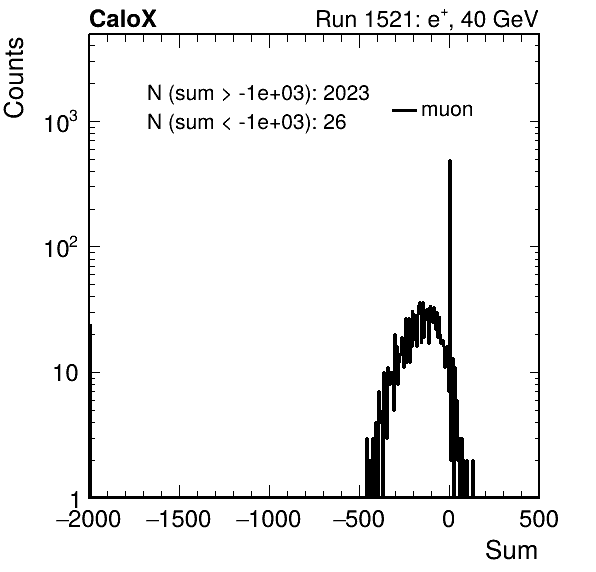 CaloX Run 1521: e⁺, 40 GeV
Counts
N (sum > -1e+03): 2023
N (sum < -1e+03): 26
muon
10³
10²
10
1
−2000 −1500 −1000 −500 0 500
Sum